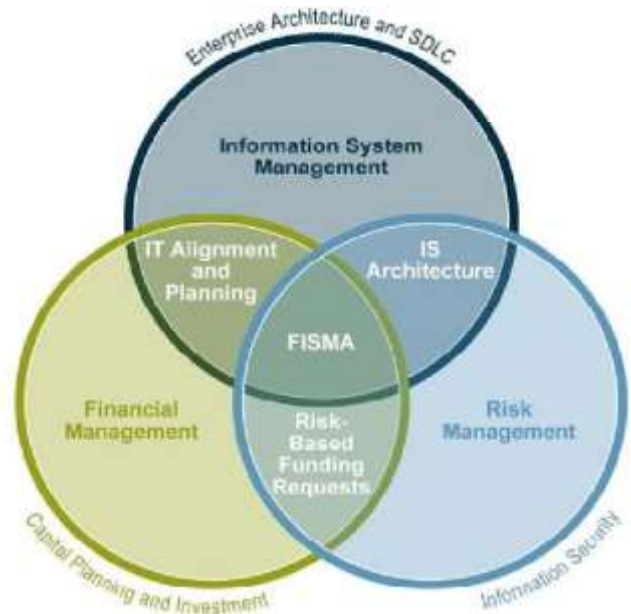 Enterprise Architecture and SDLC
Information System
Management
IT Alignment
and
Planning
IS
Architecture
FISMA
Financial
Management
Risk-
Based
Funding
Requests
Risk
Management
Capital Planning and Investment
Information Security